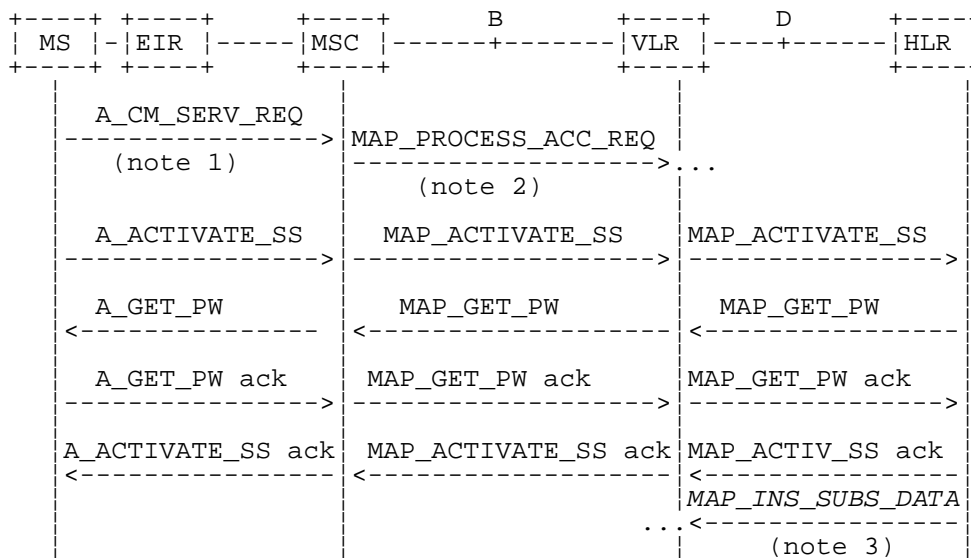 B D
MS EIR MSC VLR HLR
A_CM_SERV_REQ
MAP_PROCESS_ACC_REQ
(note 1) ...
(note 2)
A_ACTIVATE_SS MAP_ACTIVATE_SS MAP_ACTIVATE_SS
A_GET_PW MAP_GET_PW MAP_GET_PW
A_GET_PW ack MAP_GET_PW ack MAP_GET_PW ack
A_ACTIVATE_SS ack MAP_ACTIVATE_SS ack MAP_ACTIV_SS ack
MAP_INS_SUBS_DATA
...
(note 3)